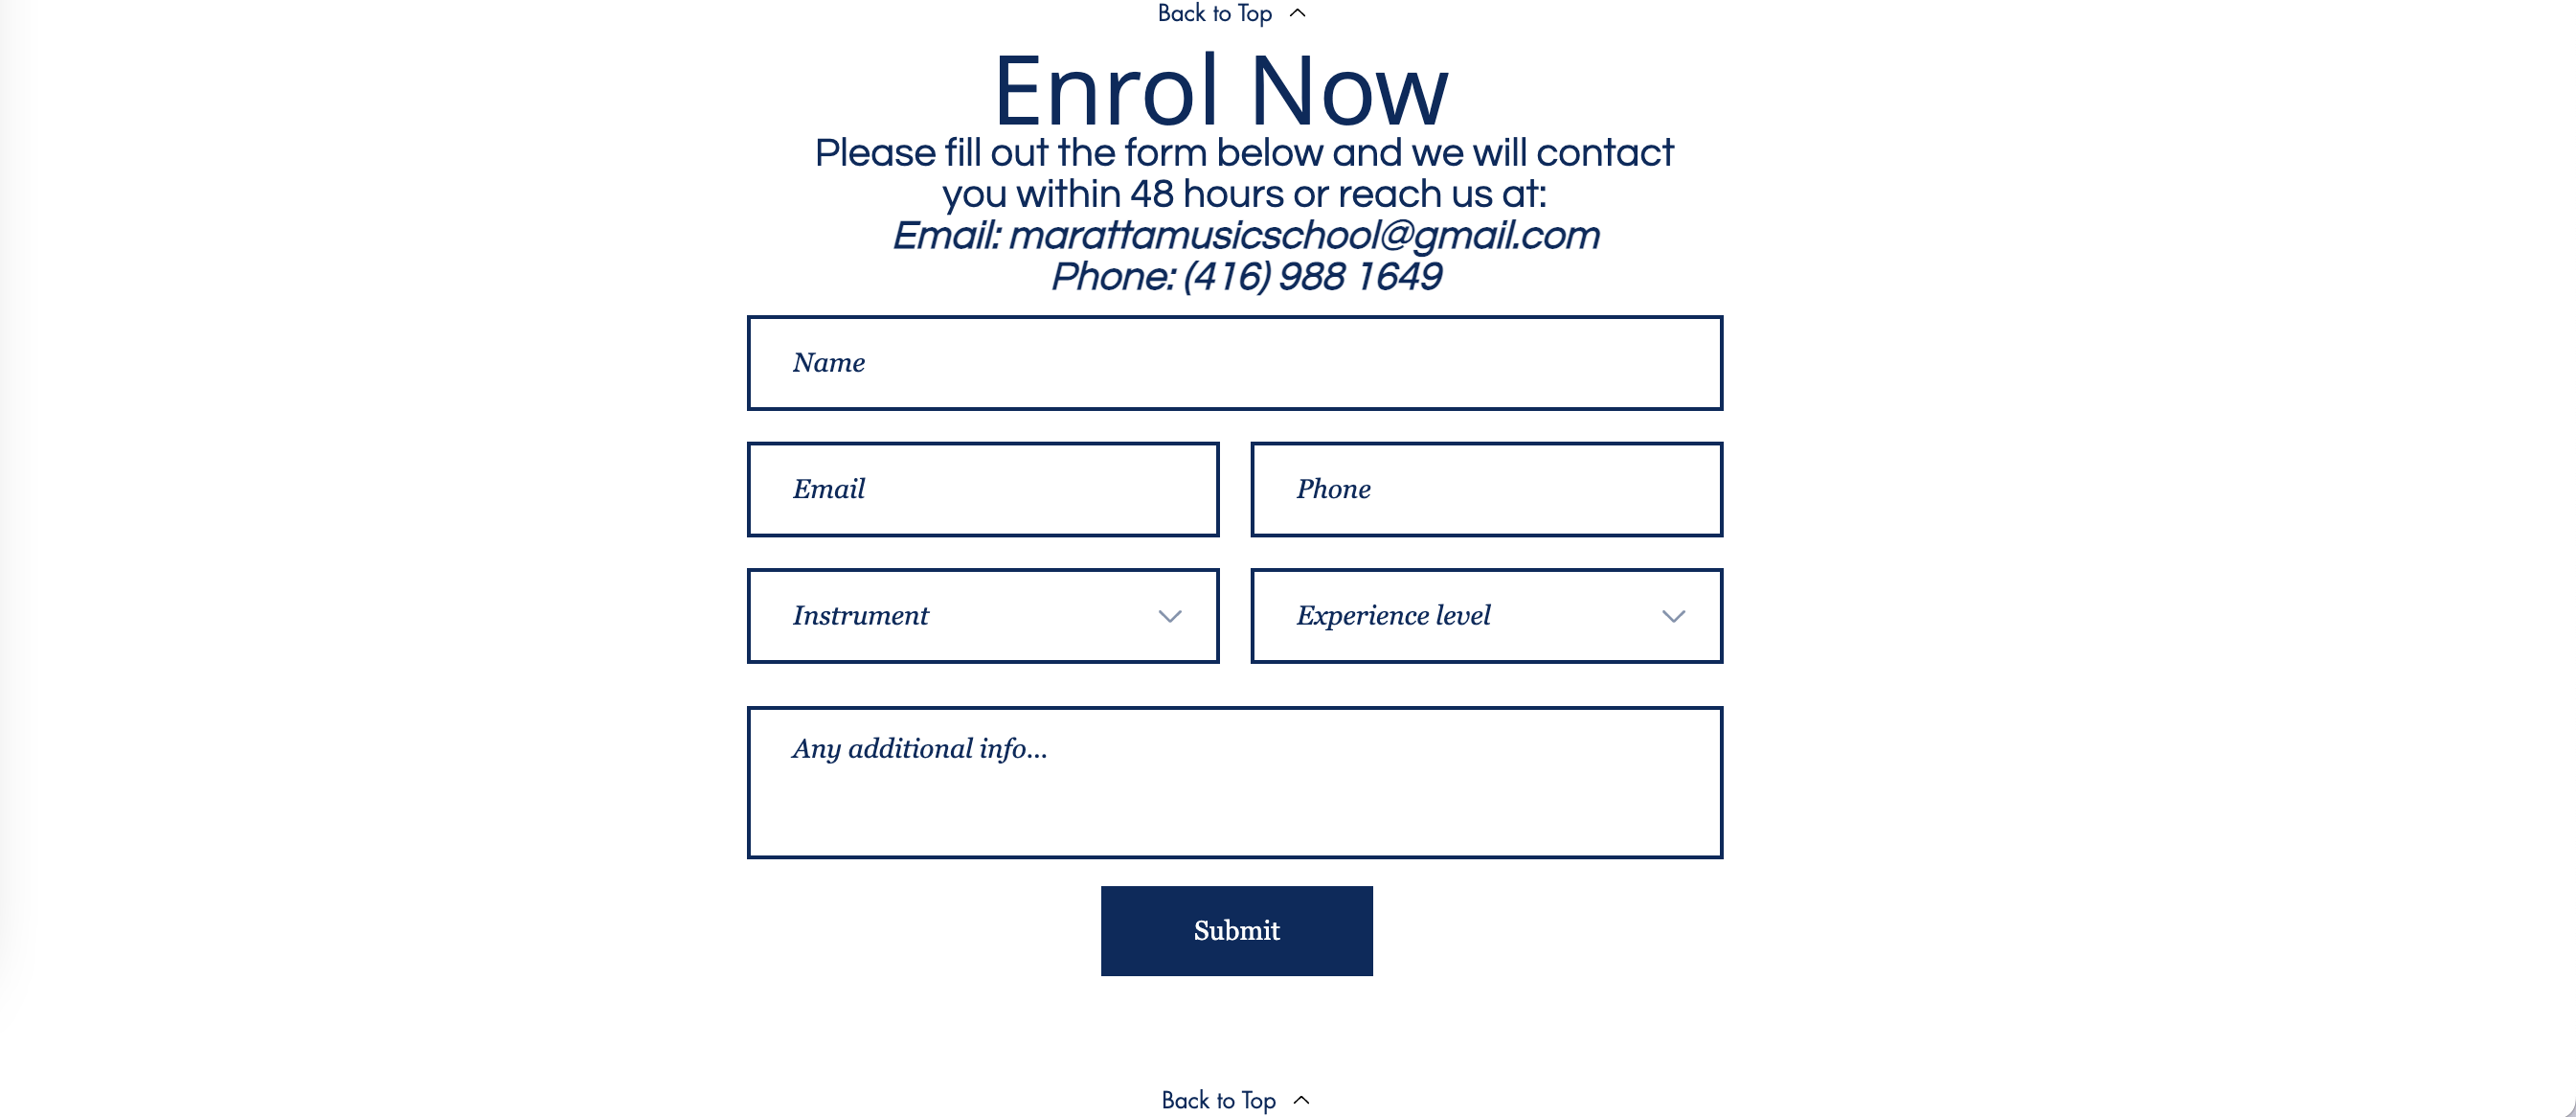 Back to Top
Enrol Now
Please fill out the form below and we will contact
you within 48 hours or reach us at:
Email: marattamusicschool@gmail.com
Phone: (416) 988 1649
Name
Email
Phone
Instrument
Experience level
Any additional info...
Submit
Back to Top